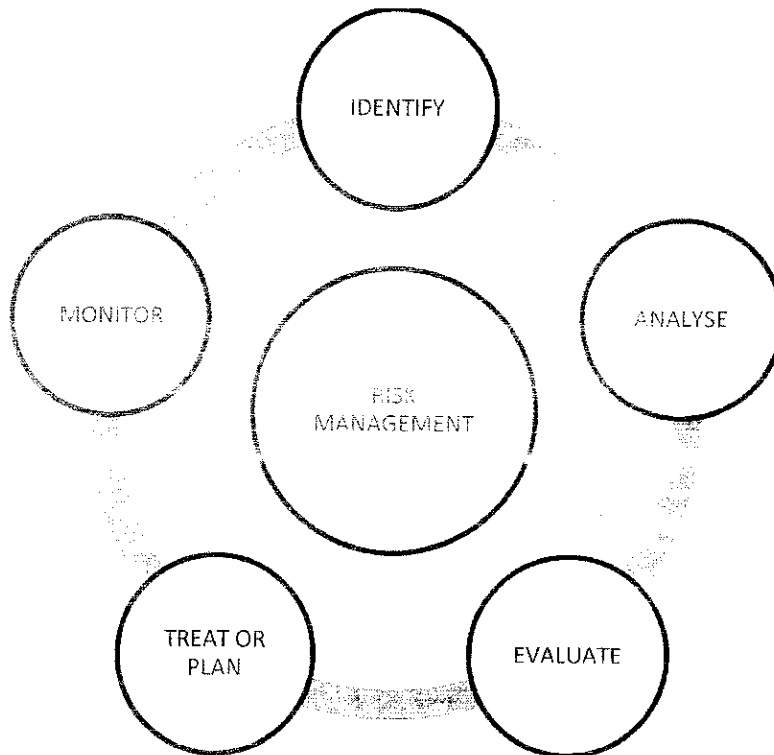 IDENTIFY
MONITOR
ANALYSE
RISK
MANAGEMENT
TREAT OR
PLAN
EVALUATE